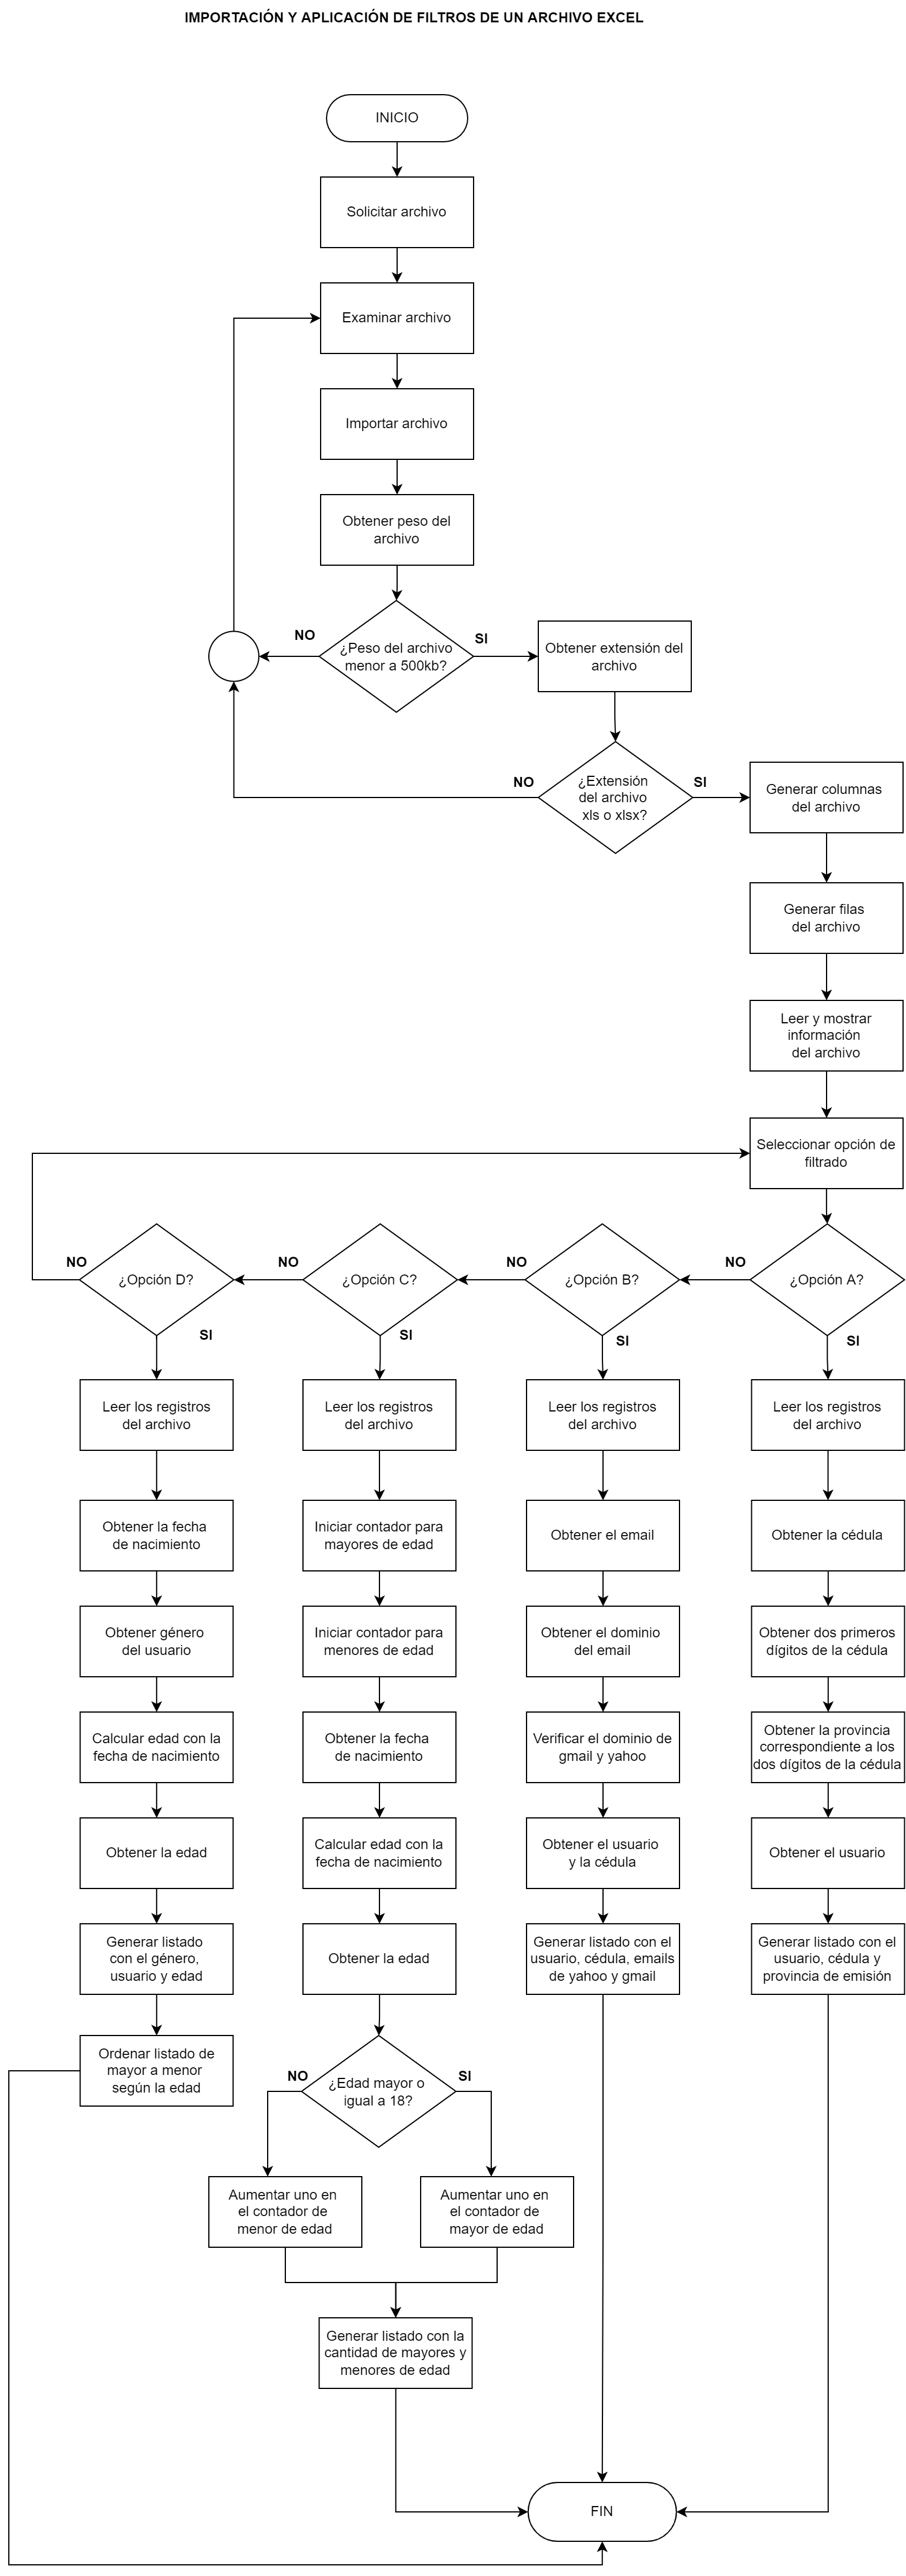 IMPORTACIÓN Y APLICACIÓN DE FILTROS DE UN ARCHIVO EXCEL
INICIO
Solicitar archivo
Examinar archivo
Importar archivo
Obtener peso del
archivo
NO
¿Peso del archivo
menor a 500kb?
SI
Obtener extensión del
archivo
NO
¿Extensión
del archivo
xls o xlsx?
SI
Generar columnas
del archivo
Generar filas
del archivo
Leer y mostrar
información
del archivo
Seleccionar opción de
filtrado
NO
¿Opción D?
SI
NO
¿Opción C?
SI
NO
¿Opción B?
SI
NO
¿Opción A?
SI
Leer los registros
del archivo
Obtener la fecha
de nacimiento
Obtener género
del usuario
Calcular edad con la
fecha de nacimiento
Obtener la edad
Generar listado
con el género,
usuario y edad
Ordenar listado de
mayor a menor
según la edad
Leer los registros
del archivo
Iniciar contador para
mayores de edad
Iniciar contador para
menores de edad
Obtener la fecha
de nacimiento
Calcular edad con la
fecha de nacimiento
Obtener la edad
NO
¿Edad mayor o
igual a 18?
SI
Aumentar uno en
el contador de
menor de edad
Aumentar uno en
el contador de
mayor de edad
Generar listado con la
cantidad de mayores y
menores de edad
Leer los registros
del archivo
Obtener el email
Obtener el dominio
del email
Verificar el dominio de
gmail y yahoo
Obtener el usuario
y la cédula
Generar listado con el
usuario, cédula, emails
de yahoo y gmail
Leer los registros
del archivo
Obtener la cédula
Obtener dos primeros
dígitos de la cédula
Obtener la provincia
correspondiente a los
dos dígitos de la cédula
Obtener el usuario
Generar listado con el
usuario, cédula y
provincia de emisión
FIN